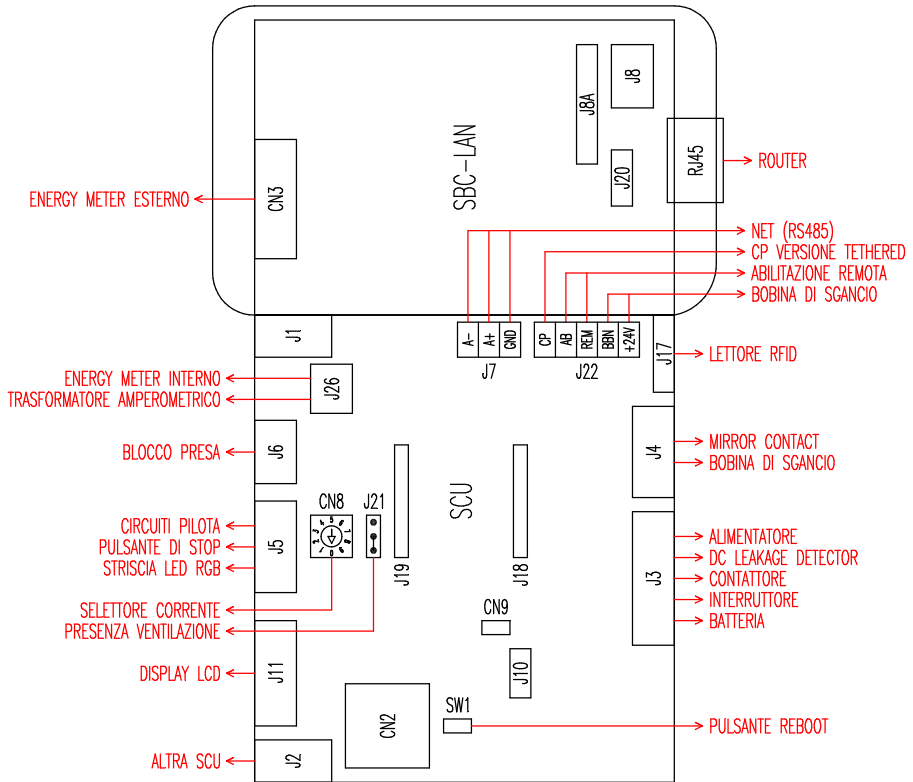 J8
J8A
SBC-LAN
RJ45
ROUTER
J20
CN3
ENERGY METER ESTERNO
NET (RS485)
CP VERSIONE TETHERED
ABILITAZIONE REMOTA
BOBINA DI SGANCIO
J1
A-
A+
GND
CP
AB
REM
BBN
+24V
J17
LETTORE RFID
J7
J22
ENERGY METER INTERNO
TRASFORMATORE AMPEROMETRICO
J26
BLOCCO PRESA
J6
J4
MIRROR CONTACT
BOBINA DI SGANCIO
CN8
J21
SCU
CIRCUITI PILOTA
PULSANTE DI STOP
STRISCIA LED RGB
J5
J19
J18
J3
ALIMENTATORE
DC LEAKAGE DETECTOR
CONTATTORE
INTERRUTTORE
BATTERIA
SELETTORE CORRENTE
PRESENZA VENTILAZIONE
CN9
DISPLAY LCD
J11
J10
CN2
SW1
PULSANTE REBOOT
ALTRA SCU
J2